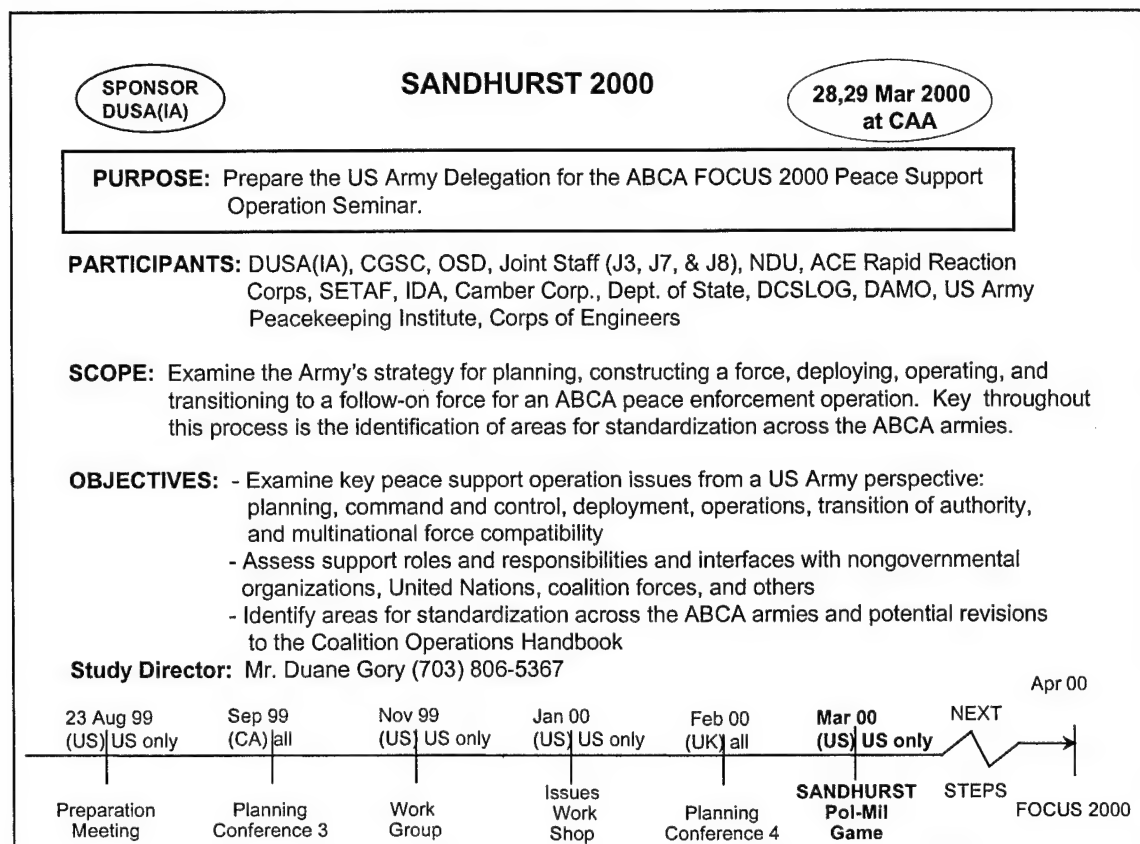 SPONSOR
DUSA(IA)
SANDHURST 2000
28,29 Mar 2000
at CAA
PURPOSE: Prepare the US Army Delegation for the ABCA FOCUS 2000 Peace Support
Operation Seminar.
PARTICIPANTS: DUSA(IA), CGSC, OSD, Joint Staff (J3, J7, & J8), NDU, ACE Rapid Reaction
Corps, SETAF, IDA, Camber Corp., Dept. of State, DCSLOG, DAMO, US Army
Peacekeeping Institute, Corps of Engineers
SCOPE: Examine the Army's strategy for planning, constructing a force, deploying, operating, and
transitioning to a follow-on force for an ABCA peace enforcement operation. Key throughout
this process is the identification of areas for standardization across the ABCA armies.
OBJECTIVES: - Examine key peace support operation issues from a US Army perspective:
planning, command and control, deployment, operations, transition of authority,
and multinational force compatibility
- Assess support roles and responsibilities and interfaces with nongovernmental
organizations, United Nations, coalition forces, and others
- Identify areas for standardization across the ABCA armies and potential revisions
to the Coalition Operations Handbook
Study Director: Mr. Duane Gory (703) 806-5367
23 Aug 99
(US) US only
Preparation
Meeting
Sep 99
(CA) all
Planning
Conference 3
Nov 99
(US) US only
Work
Group
Jan 00
(US) US only
Issues
Work
Shop
Feb 00
(UK) all
Planning
Conference 4
Mar 00
(US) US only
SANDHURST
Pol-Mil
Game
NEXT
STEPS
Apr 00
FOCUS 2000